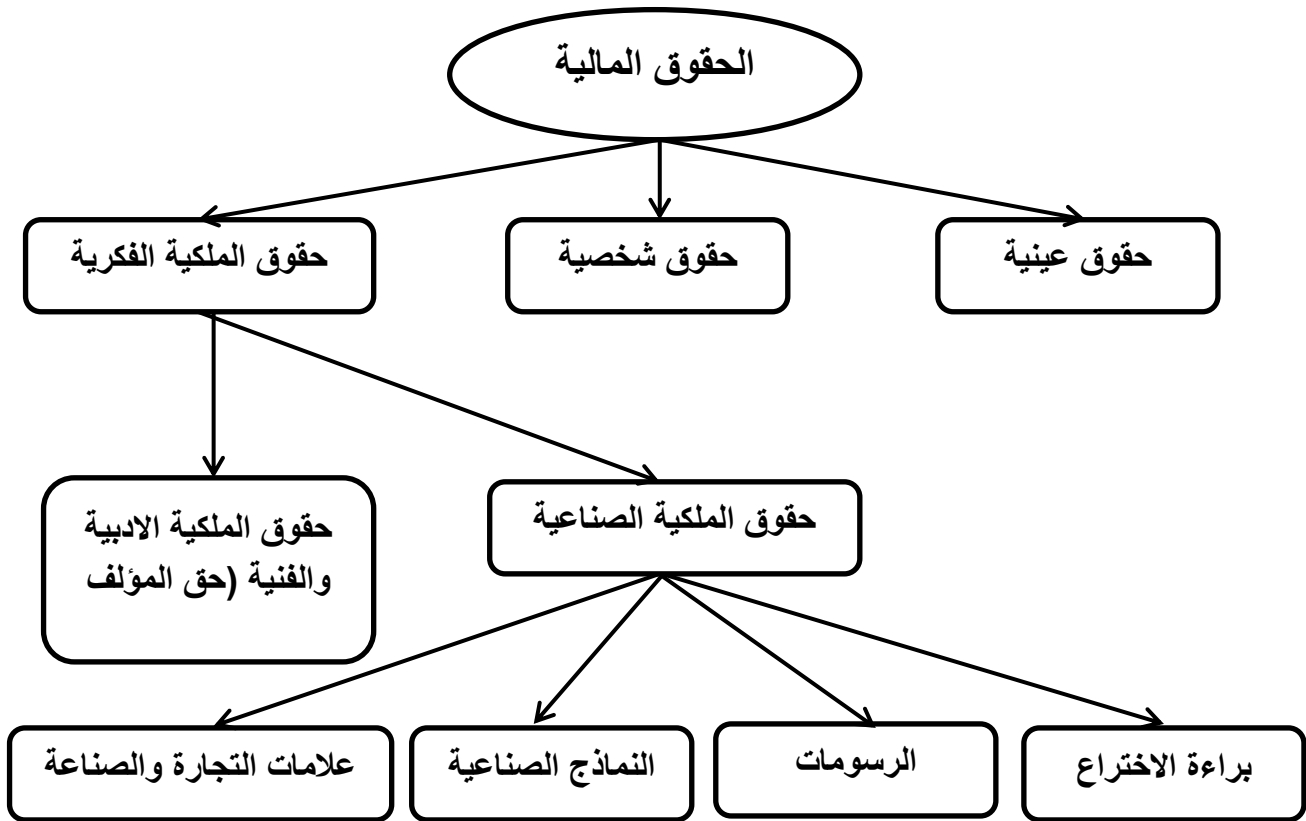 الحقوق المالية
حقوق عينية
حقوق شخصية
حقوق الملكية الفكرية
حقوق الملكية الصناعية
حقوق الملكية الادبية
والفنية (حق المؤلف
براءة الاختراع
الرسومات
النماذج الصناعية
علامات التجارة والصناعة